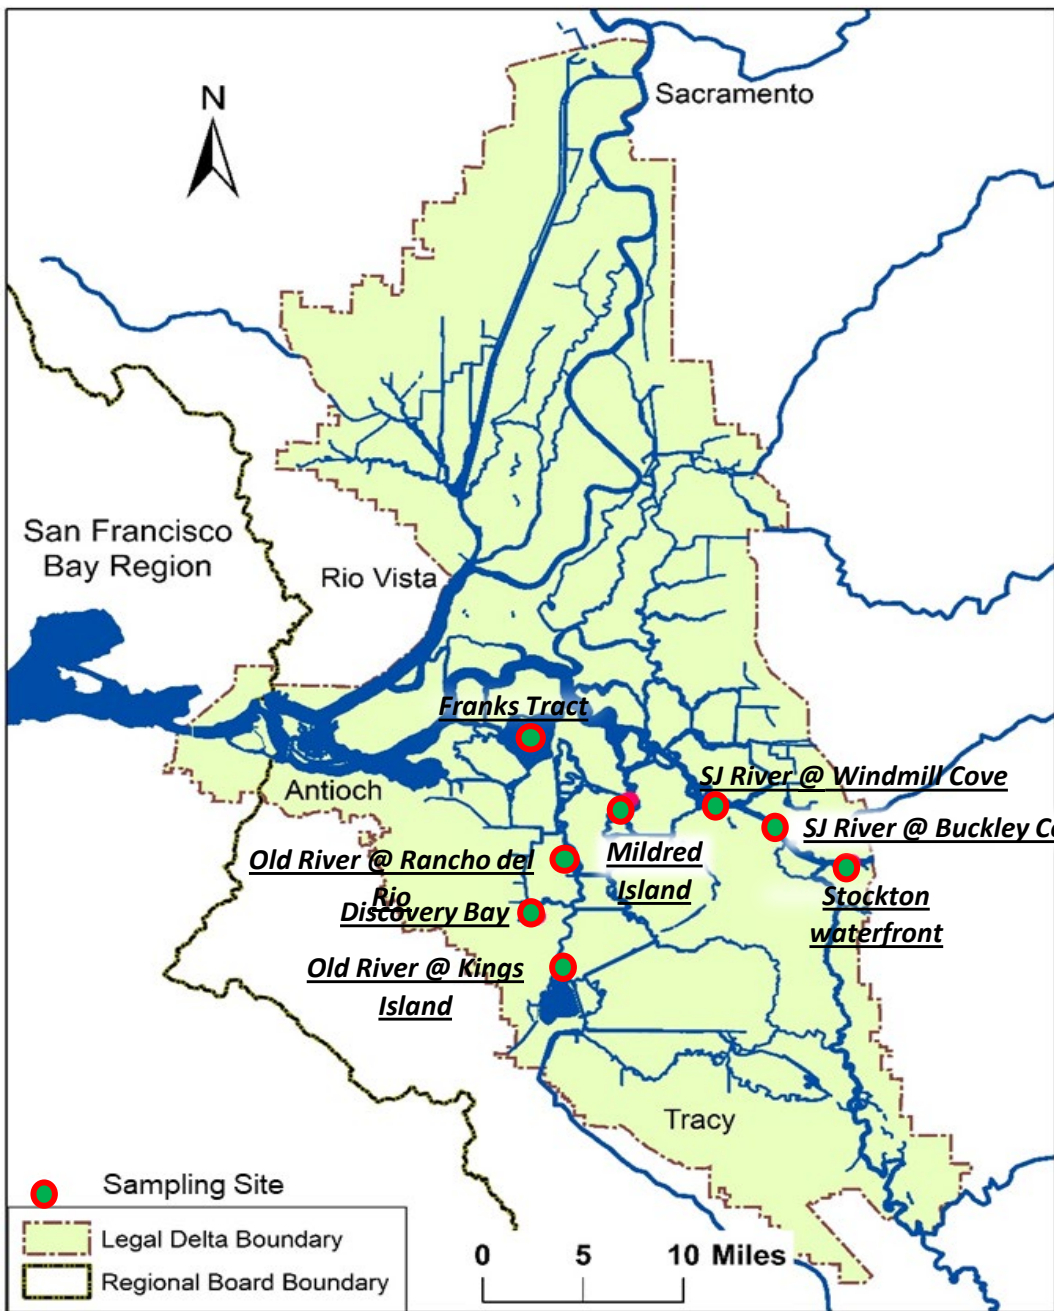 N
Sacramento
San Francisco
Bay Region
Rio Vista
Franks Tract
Antioch
SJ River @ Windmill Cove
SJ River @ Buckley Co
Old River @ Rancho del
Rio
Mildred
Island
Discovery Bay
Stockton
waterfront
Old River @ Kings
Island
Tracy
Sampling Site
Legal Delta Boundary
Regional Board Boundary
0 5 10 Miles